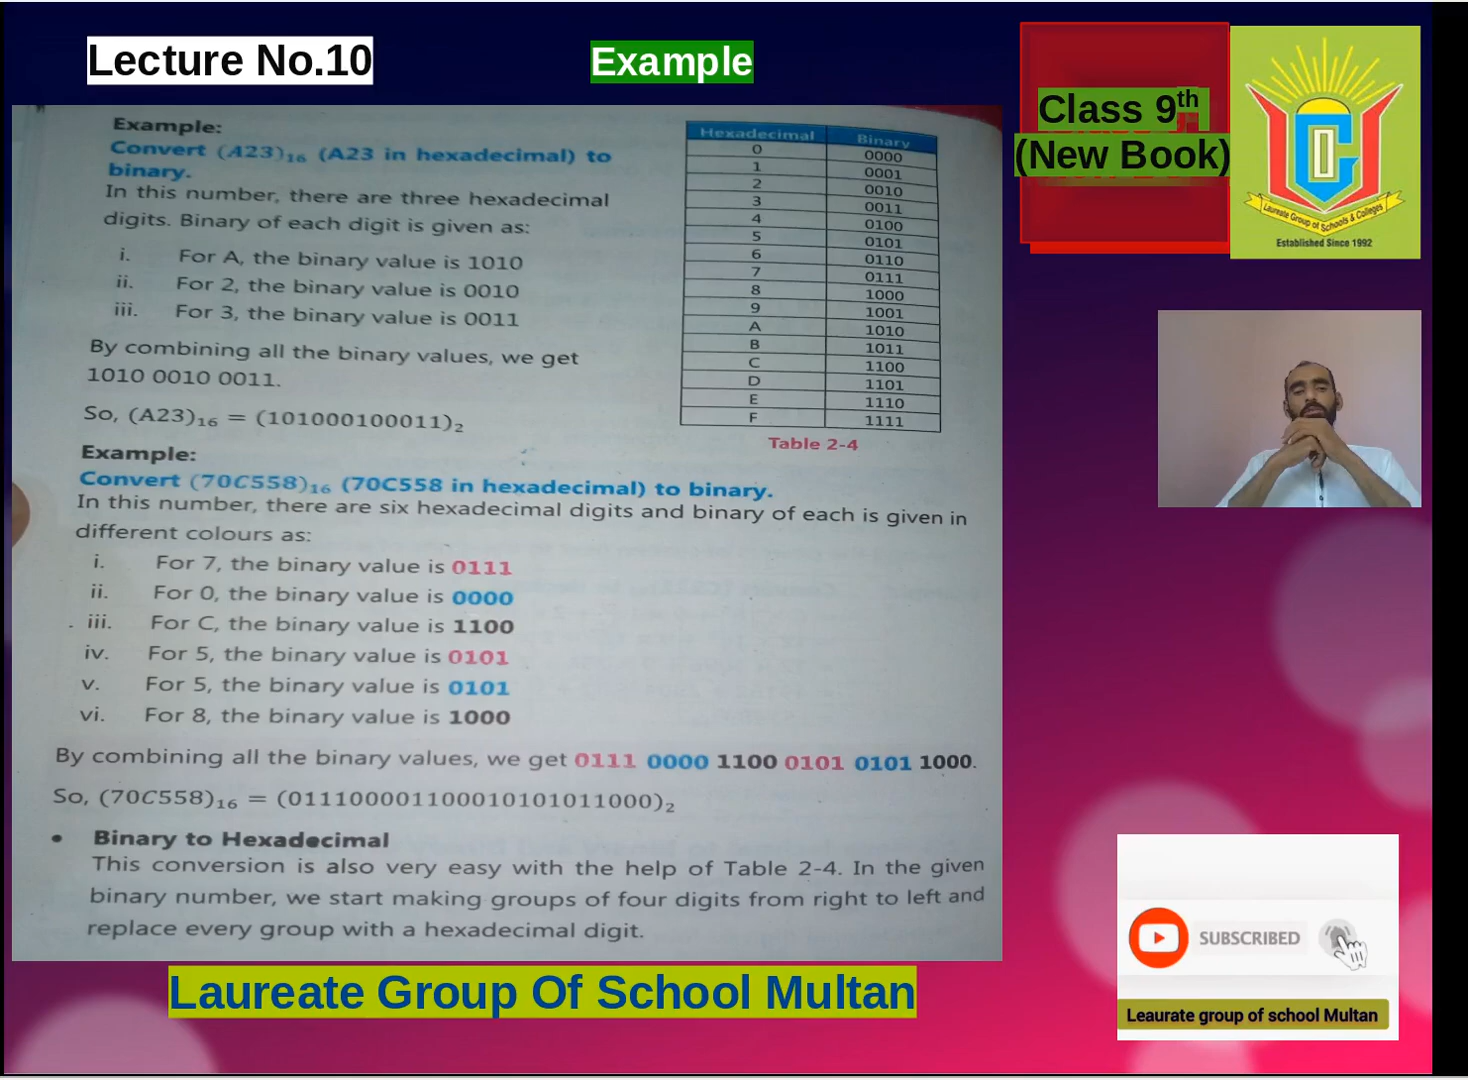 Lecture No.10
Example
Class 9th
(New Book)
Laureate Group of Schools & Colleges
Established Since 1992
Example:
Convert (A23)₁₆ (A23 in hexadecimal) to
binary.
In this number, there are three hexadecimal
digits. Binary of each digit is given as:
i. For A, the binary value is 1010
ii. For 2, the binary value is 0010
iii. For 3, the binary value is 0011
By combining all the binary values, we get
1010 0010 0011.
So, (A23)₁₆ = (101000100011)₂
Hexadecimal Binary
0 0000
1 0001
2 0010
3 0011
4 0100
5 0101
6 0110
7 0111
8 1000
9 1001
A 1010
B 1011
C 1100
D 1101
E 1110
F 1111
Table 2-4
Example:
Convert (70C558)₁₆ (70C558 in hexadecimal) to binary.
In this number, there are six hexadecimal digits and binary of each is given in
different colours as:
i. For 7, the binary value is 0111
ii. For 0, the binary value is 0000
iii. For C, the binary value is 1100
iv. For 5, the binary value is 0101
v. For 5, the binary value is 0101
vi. For 8, the binary value is 1000
By combining all the binary values, we get 0111 0000 1100 0101 0101 1000.
So, (70C558)₁₆ = (011100001100010101011000)₂
• Binary to Hexadecimal
This conversion is also very easy with the help of Table 2-4. In the given
binary number, we start making groups of four digits from right to left and
replace every group with a hexadecimal digit.
Laureate Group Of School Multan
SUBSCRIBED
Leaurate group of school Multan